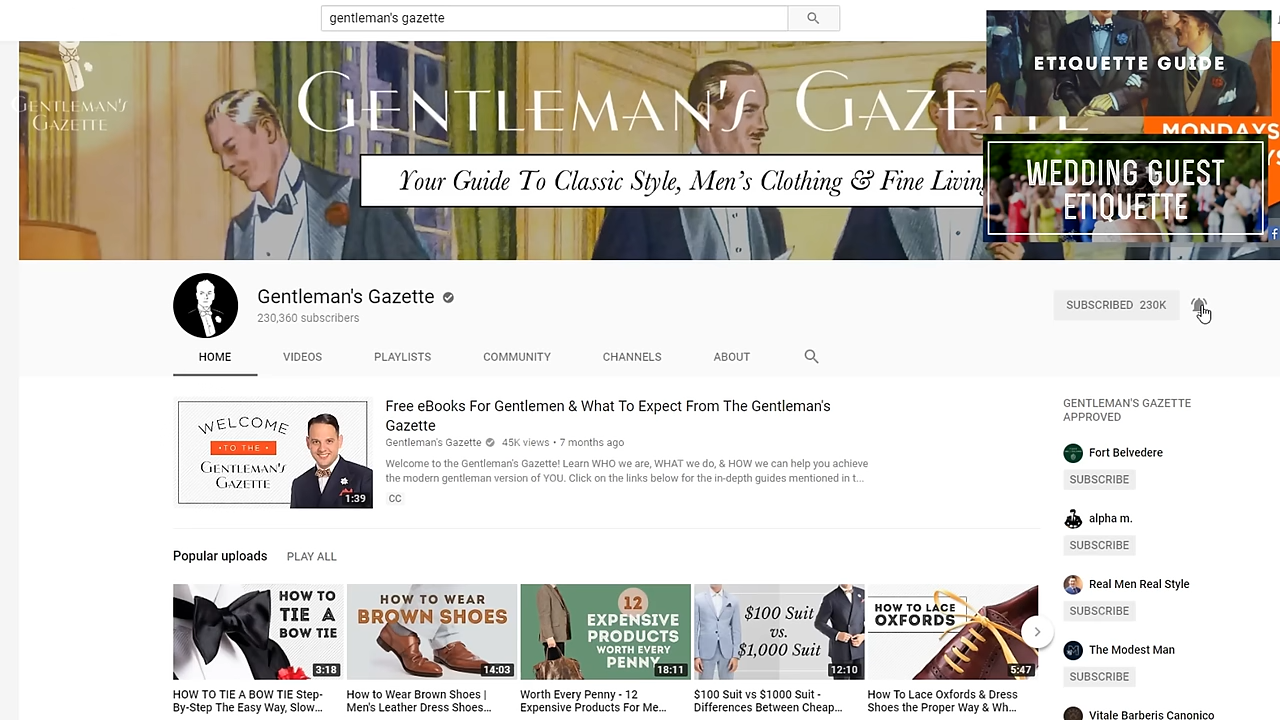 gentleman's gazette
ETIQUETTE GUIDE
GENTLEMAN'S
GAZETTE
GENTLEMAN'S GAZETTE
MONDAYS
Your Guide To Classic Style, Men's Clothing & Fine Living
WEDDING GUEST
ETIQUETTE
f
Gentleman's Gazette
230,360 subscribers
SUBSCRIBED 230K
HOME
VIDEOS
PLAYLISTS
COMMUNITY
CHANNELS
ABOUT
WELCOME
TO THE
GENTLEMAN'S
GAZETTE
1:39
Free eBooks For Gentlemen & What To Expect From The Gentleman's
Gazette
Gentleman's Gazette 45K views • 7 months ago
Welcome to the Gentleman's Gazette! Learn WHO we are, WHAT we do, & HOW we can help you achieve
the modern gentleman version of YOU. Click on the links below for the in-depth guides mentioned in t...
CC
GENTLEMAN'S GAZETTE
APPROVED
Fort Belvedere
SUBSCRIBE
alpha m.
SUBSCRIBE
Real Men Real Style
SUBSCRIBE
The Modest Man
SUBSCRIBE
Vitale Barberis Canonico
Popular uploads PLAY ALL
HOW TO
TIE A
BOW TIE
3:18
HOW TO TIE A BOW TIE Step-
By-Step The Easy Way, Slow...
HOW TO WEAR
BROWN SHOES
14:03
How to Wear Brown Shoes |
Men's Leather Dress Shoes...
12
EXPENSIVE
PRODUCTS
WORTH EVERY
PENNY
18:11
Worth Every Penny - 12
Expensive Products For Me...
$100 Suit
vs.
$1,000 Suit
12:10
$100 Suit vs $1000 Suit -
Differences Between Cheap...
HOW TO LACE
OXFORDS
5:47
How To Lace Oxfords & Dress
Shoes the Proper Way & Wh...